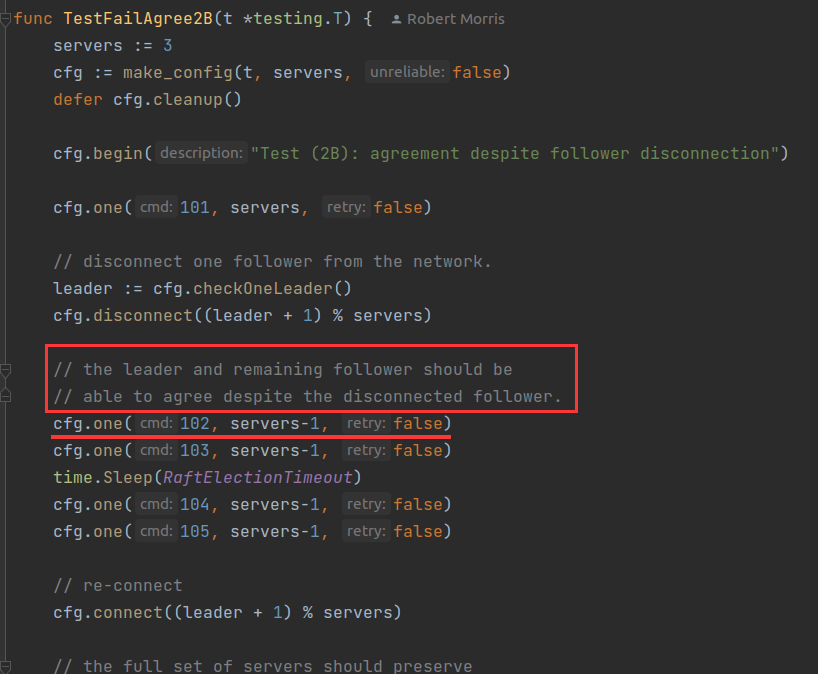 func TestFailAgree2B(t *testing.T) { Robert Morris
servers := 3
cfg := make_config(t, servers, unreliable: false)
defer cfg.cleanup()
cfg.begin( description: "Test (2B): agreement despite follower disconnection")
cfg.one( cmd: 101, servers, retry: false)
// disconnect one follower from the network.
leader := cfg.checkOneLeader()
cfg.disconnect((leader + 1) % servers)
// the leader and remaining follower should be
// able to agree despite the disconnected follower.
cfg.one( cmd: 102, servers-1, retry: false)
cfg.one( cmd: 103, servers-1, retry: false)
time.Sleep(RaftElectionTimeout)
cfg.one( cmd: 104, servers-1, retry: false)
cfg.one( cmd: 105, servers-1, retry: false)
// re-connect
cfg.connect((leader + 1) % servers)
// the full set of servers should preserve